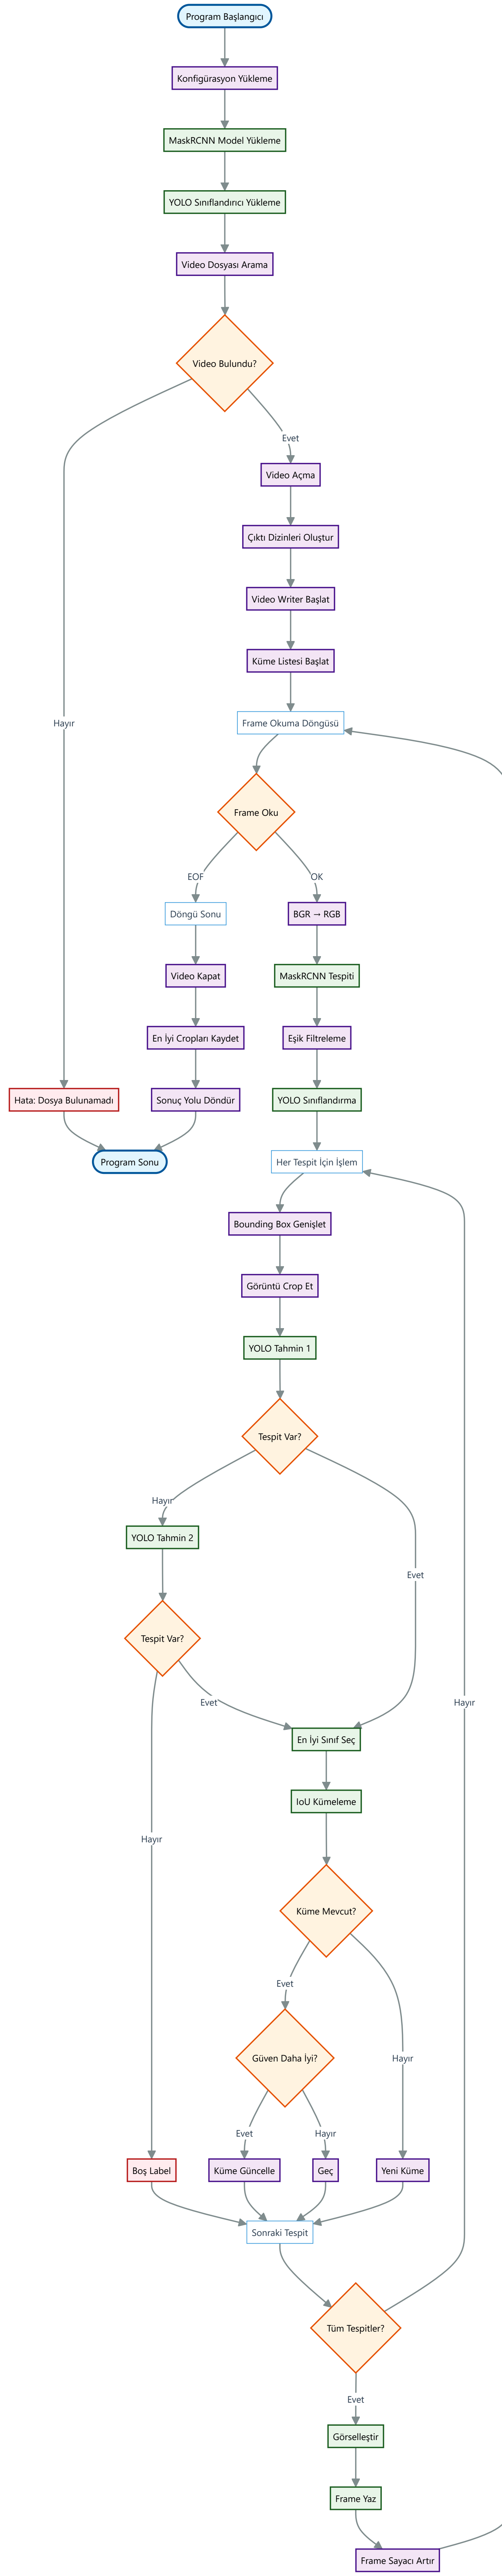 Program Başlangıcı
Konfigürasyon Yükleme
MaskRCNN Model Yükleme
YOLO Sınıflandırıcı Yükleme
Video Dosyası Arama
Video Bulundu?
Evet
Video Açma
Çıktı Dizinleri Oluştur
Video Writer Başlat
Küme Listesi Başlat
Hayır
Frame Okuma Döngüsü
Frame Oku
EOF
OK
Döngü Sonu
BGR → RGB
Video Kapat
MaskRCNN Tespiti
En İyi Cropları Kaydet
Eşik Filtreleme
Hata: Dosya Bulunamadı
Sonuç Yolu Döndür
YOLO Sınıflandırma
Program Sonu
Her Tespit İçin İşlem
Bounding Box Genişlet
Görüntü Crop Et
YOLO Tahmin 1
Tespit Var?
Hayır
YOLO Tahmin 2
Evet
Tespit Var?
Evet
Hayır
En İyi Sınıf Seç
IoU Kümeleme
Hayır
Küme Mevcut?
Evet
Güven Daha İyi?
Hayır
Evet
Hayır
Boş Label
Küme Güncelle
Geç
Yeni Küme
Sonraki Tespit
Tüm Tespitler?
Evet
Görselleştir
Frame Yaz
Frame Sayacı Artır